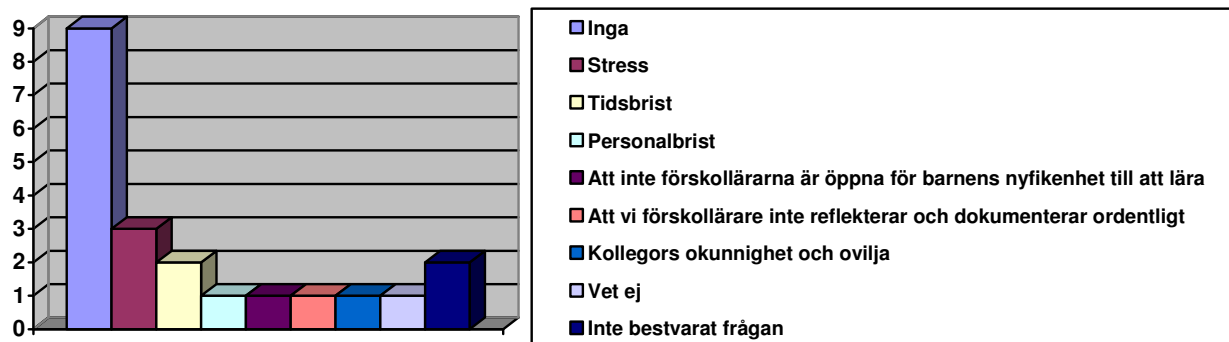 9
8
7
6
5
4
3
2
1
0
Inga
Stress
Tidsbrist
Personalbrist
Att inte förskollärarna är öppna för barnens nyfikenhet till att lära
Att vi förskollärare inte reflekterar och dokumenterar ordentligt
Kollegors okunnighet och ovilja
Vet ej
Inte bestvarat frågan